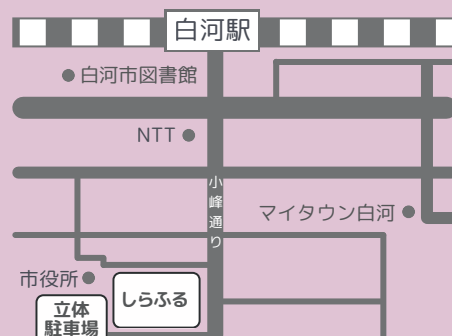 白河駅
白河市図書館
NTT
小峰通り
マイタウン白河
市役所
しらふる
立体
駐車場